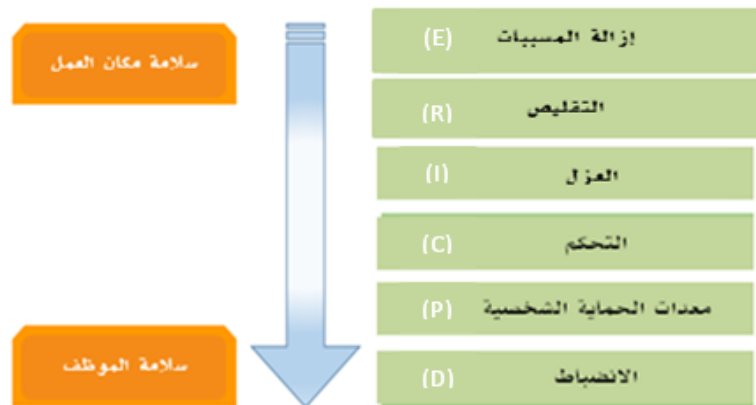 (E) إزالة المسببات
سلامة مكان العمل
(R) التقليص
(I) العزل
(C) التحكم
(P) معدات الحماية الشخصية
سلامة الموظف
(D) الانضباط